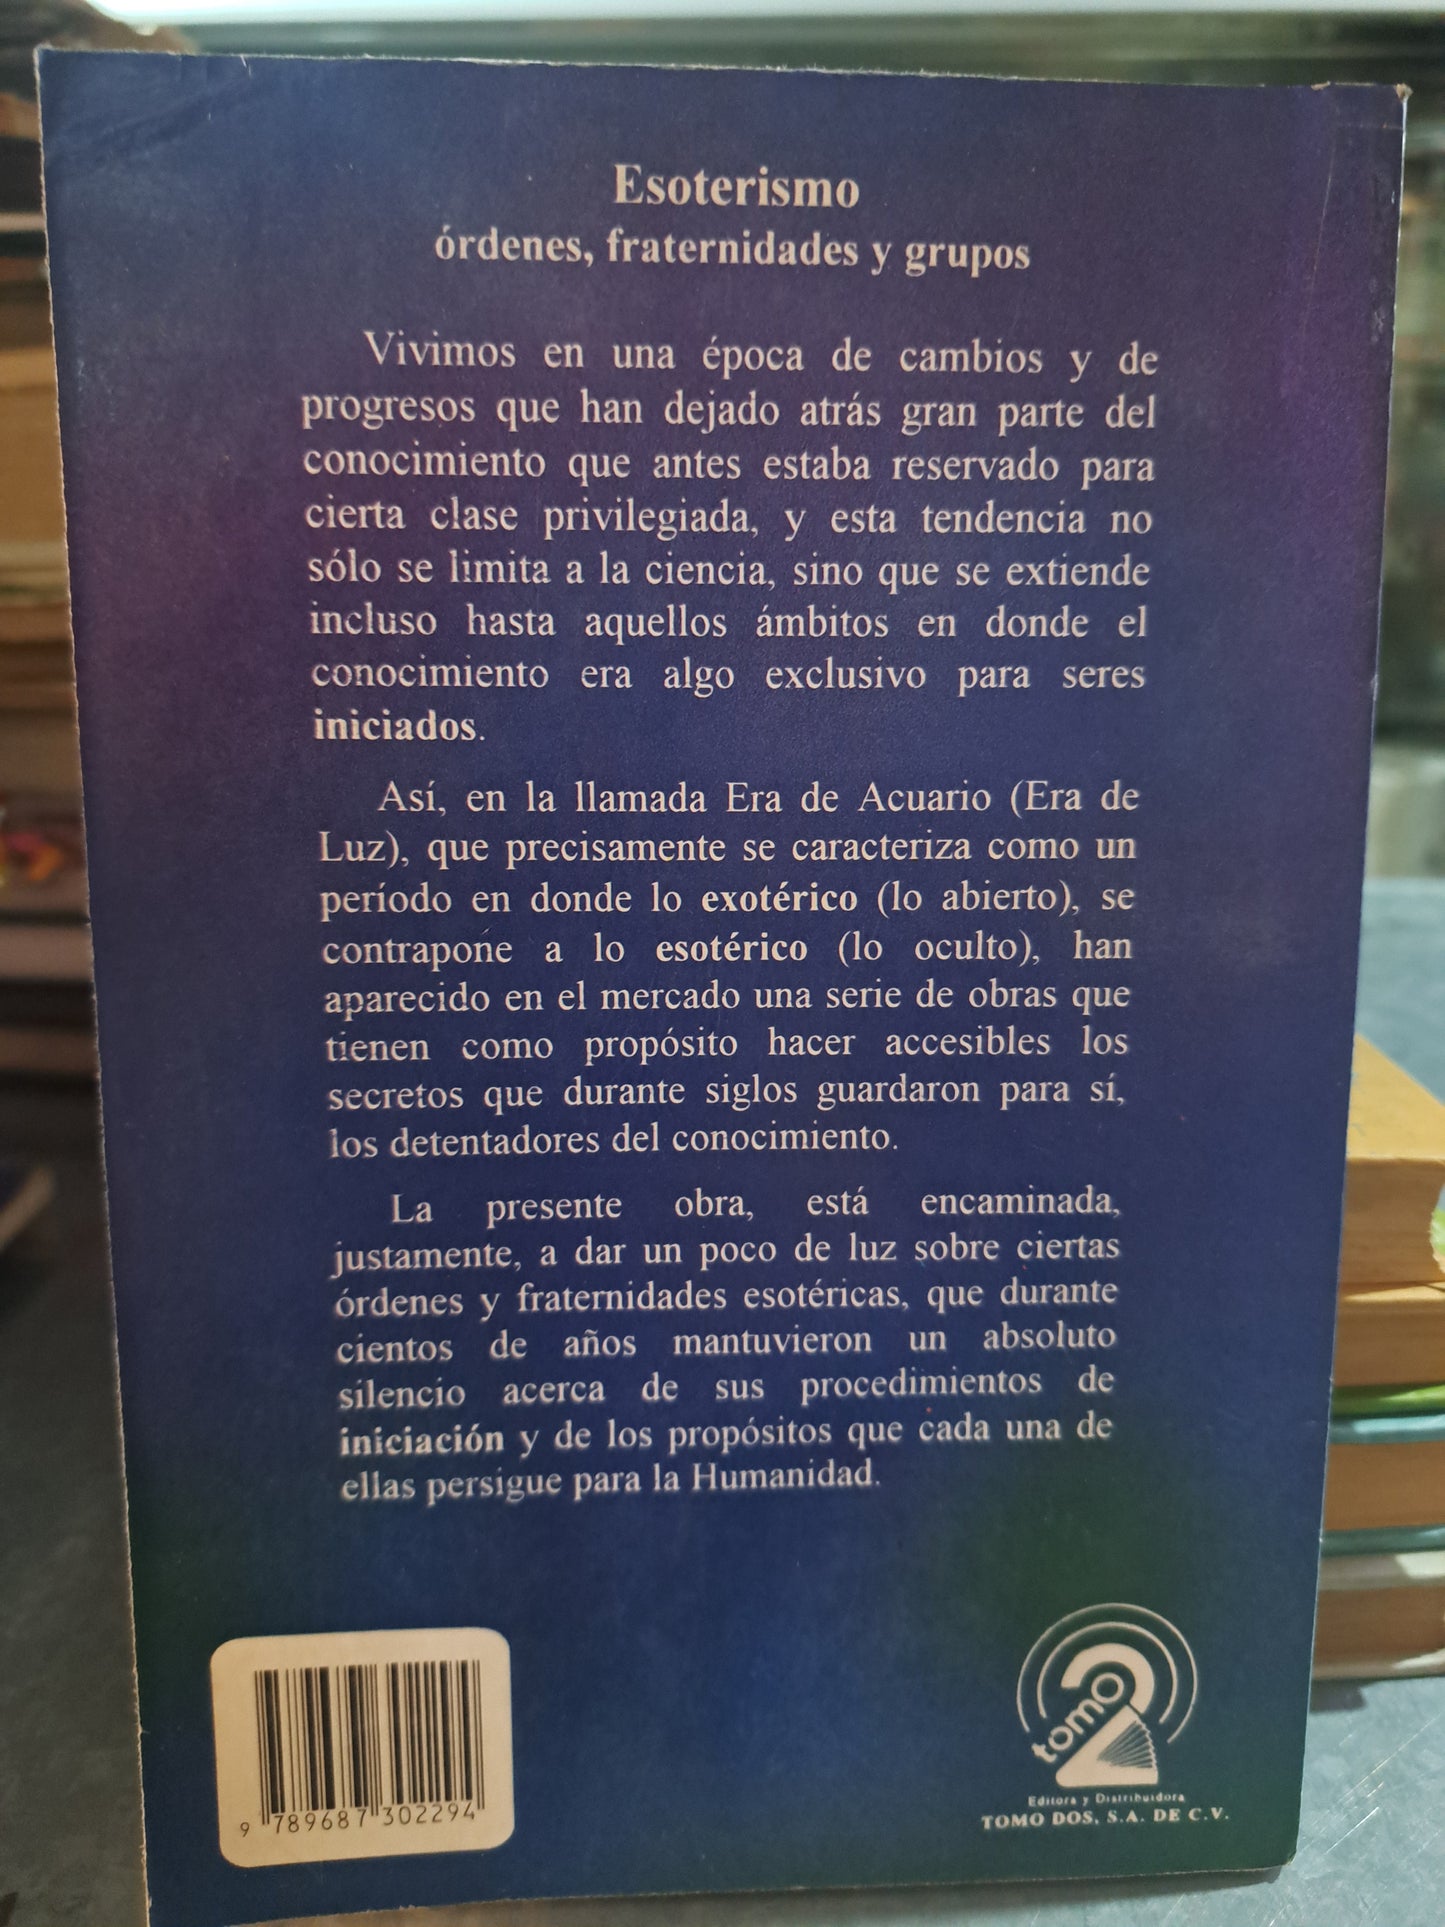 Esoterismo
órdenes, fraternidades y grupos
Vivimos en una época de cambios y de
progresos que han dejado atrás gran parte del
conocimiento que antes estaba reservado para
cierta clase privilegiada, y esta tendencia no
sólo se limita a la ciencia, sino que se extiende
incluso hasta aquellos ámbitos en donde el
conocimiento era algo exclusivo para seres
iniciados.
Así, en la llamada Era de Acuario (Era de
Luz), que precisamente se caracteriza como un
período en donde lo exotérico (lo abierto), se
contrapone a lo esotérico (lo oculto), han
aparecido en el mercado una serie de obras que
tienen como propósito hacer accesibles los
secretos que durante siglos guardaron para sí,
los detentadores del conocimiento.
La presente obra, está encaminada,
justamente, a dar un poco de luz sobre ciertas
órdenes y fraternidades esotéricas, que durante
cientos de años mantuvieron un absoluto
silencio acerca de sus procedimientos de
iniciación y de los propósitos que cada una de
ellas persigue para la Humanidad.
9 789687 302294
tomo 2
Editora y Distribuidora
TOMO DOS, S.A. DE C.V.